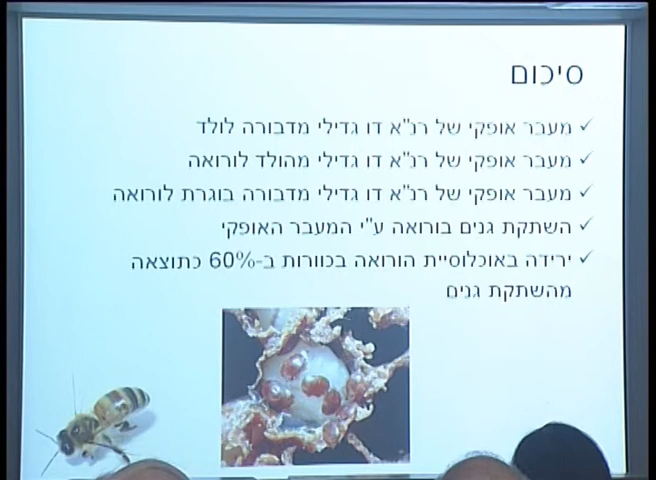 סיכום
✓ מעבר אופקי של רנ"א דו גדילי מדבורה לולד
✓ מעבר אופקי של רנ"א דו גדילי מהולד לורואה
✓ מעבר אופקי של רנ"א דו גדילי מדבורה בוגרת לורואה
✓ השתקת גנים בורואה ע"י המעבר האופקי
✓ ירידה באוכלוסיית הורואה בכוורות ב-60% כתוצאה
מהשתקת גנים